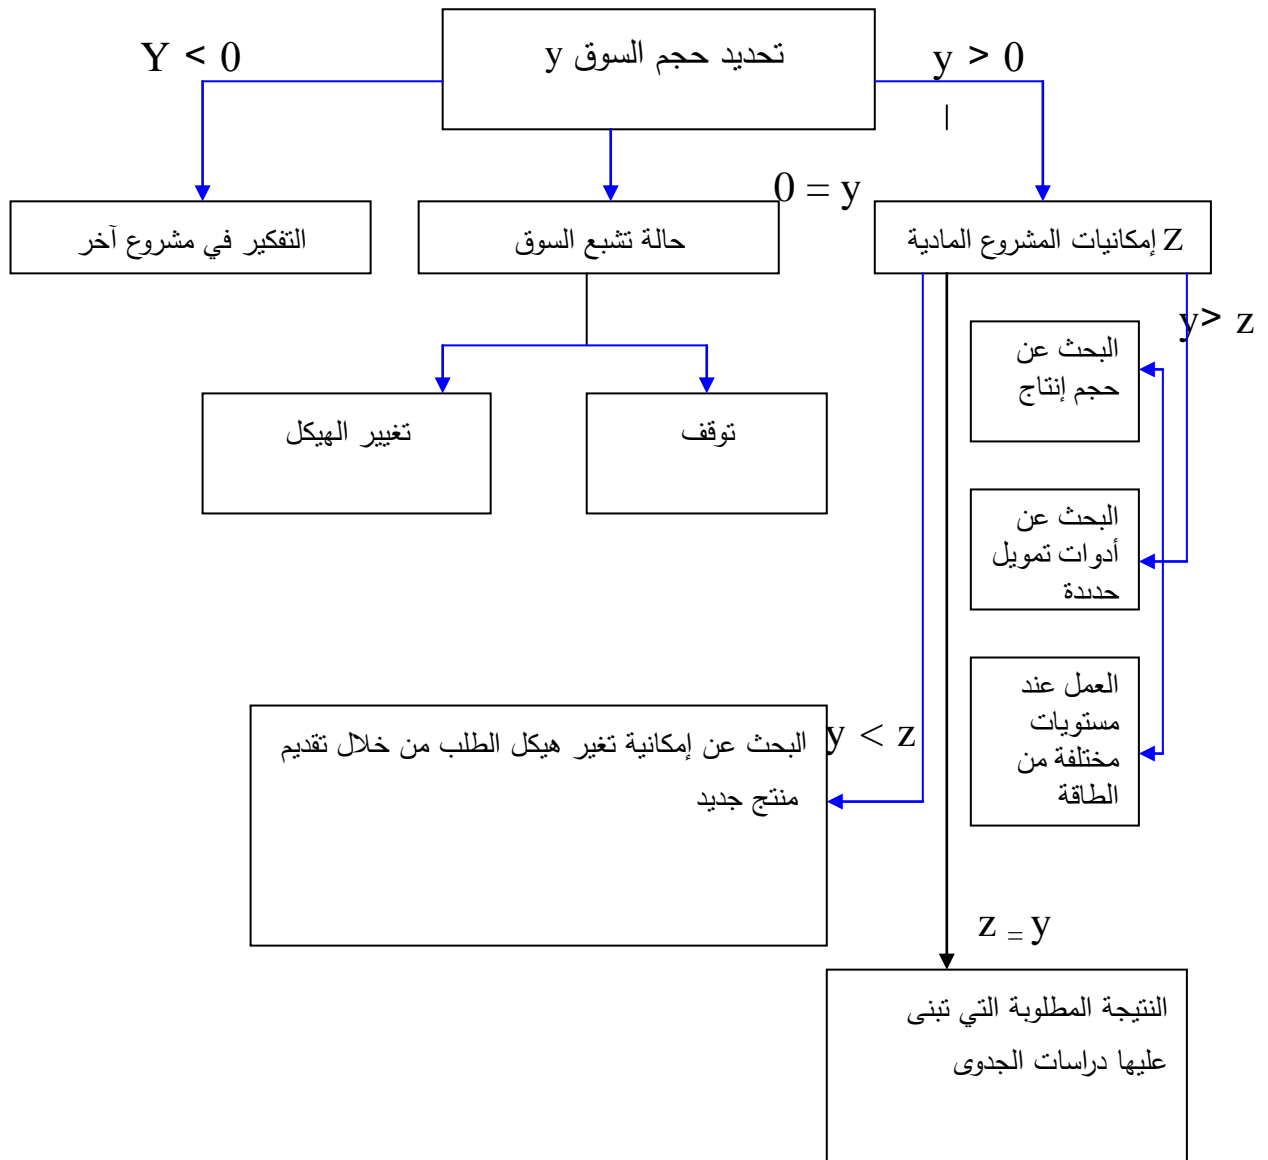 تحديد حجم السوق y
Y < 0
y > 0
0 = y
التفكير في مشروع آخر
حالة تشبع السوق
Z إمكانيات المشروع المادية
y> z
البحث عن
حجم إنتاج
تغيير الهيكل
توقف
البحث عن
أدوات تمويل
جديدة
العمل عند
مستويات
مختلفة من
الطاقة
y < z
البحث عن إمكانية تغير هيكل الطلب من خلال تقديم
منتج جديد
z = y
النتيجة المطلوبة التي تبنى
عليها دراسات الجدوى